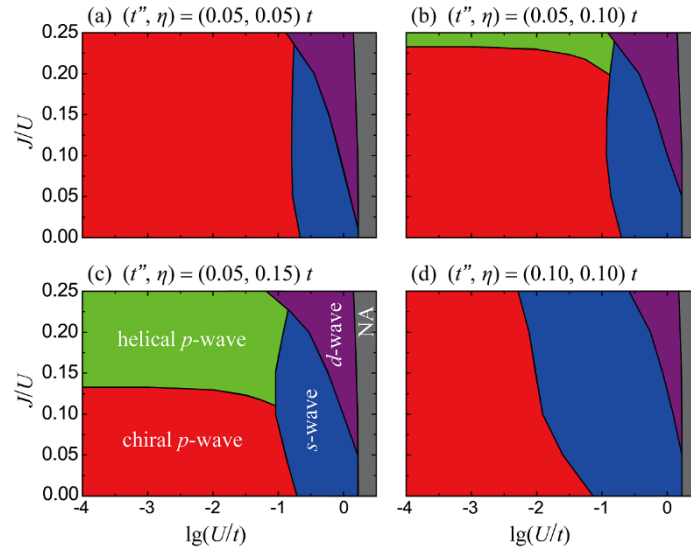 (a) (t", η) = (0.05, 0.05) t
(b) (t", η) = (0.05, 0.10) t
J/U
0.25
0.20
0.15
0.10
0.05
0.00
(c) (t", η) = (0.05, 0.15) t
(d) (t", η) = (0.10, 0.10) t
J/U
0.25
0.20
0.15
0.10
0.05
0.00
helical p-wave
chiral p-wave
s-wave
d-wave
NA
-4 -3 -2 -1 0
-4 -3 -2 -1 0
lg(U/t)
lg(U/t)